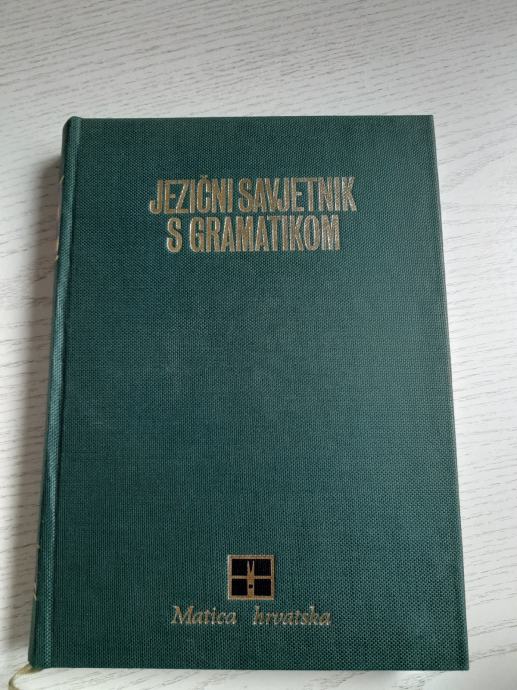 JEZIČNI SAVJETNIK
S GRAMATIKOM
Matica hrvatska